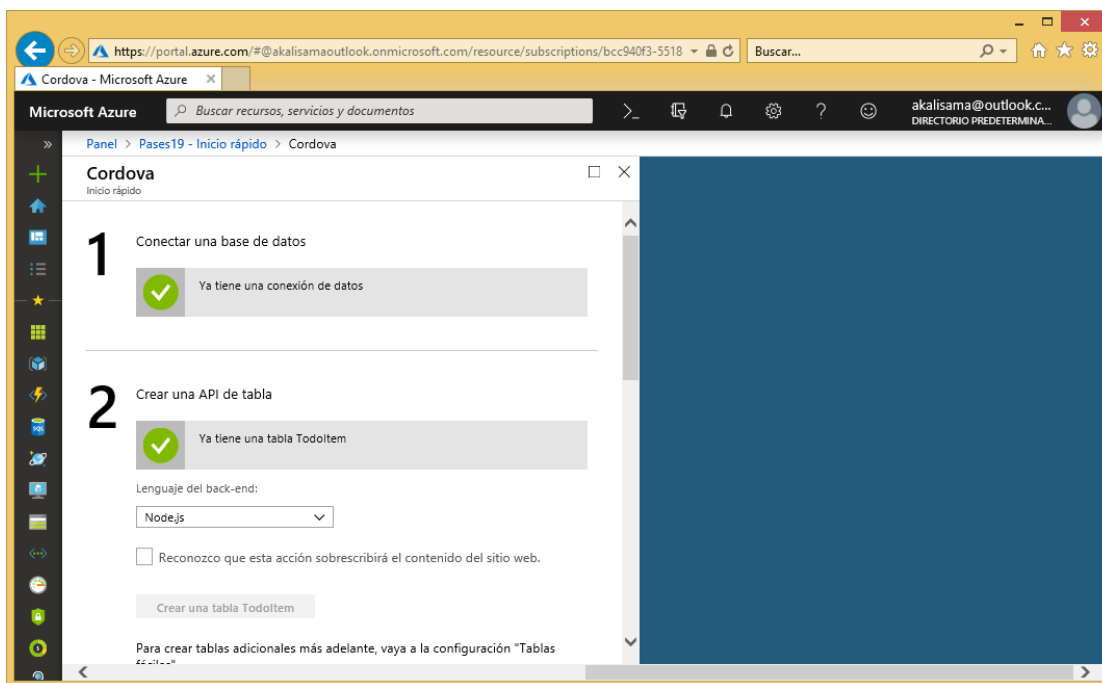 https://portal.azure.com/#@akalisamaoutlook.onmicrosoft.com/resource/subscriptions/bcc940f3-5518
Buscar...
Cordova - Microsoft Azure
Microsoft Azure
Buscar recursos, servicios y documentos
akalisama@outlook.c...
DIRECTORIO PREDETERMINA...
Panel > Pases19 - Inicio rápido > Cordova
Cordova
Inicio rápido
1
Conectar una base de datos
Ya tiene una conexión de datos
2
Crear una API de tabla
Ya tiene una tabla TodoItem
Lenguaje del back-end:
Node.js
Reconozco que esta acción sobrescribirá el contenido del sitio web.
Crear una tabla TodoItem
Para crear tablas adicionales más adelante, vaya a la configuración "Tablas
fáciles"
SQL